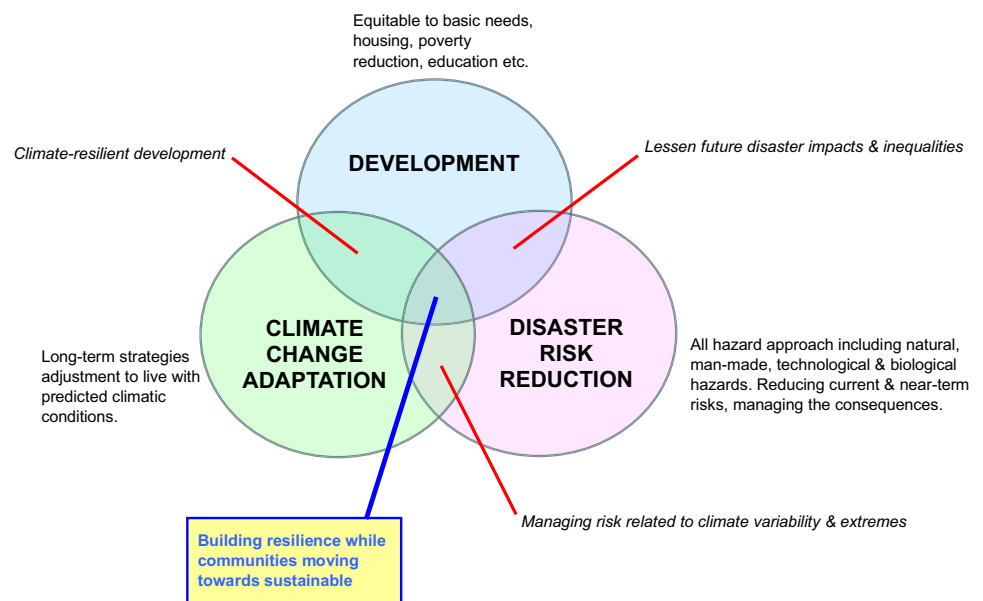 Equitable to basic needs,
housing, poverty
reduction, education etc.
Climate-resilient development
Lessen future disaster impacts & inequalities
DEVELOPMENT
CLIMATE
CHANGE
ADAPTATION
DISASTER
RISK
REDUCTION
Long-term strategies
adjustment to live with
predicted climatic
conditions.
All hazard approach including natural,
man-made, technological & biological
hazards. Reducing current & near-term
risks, managing the consequences.
Managing risk related to climate variability & extremes
Building resilience while
communities moving
towards sustainable